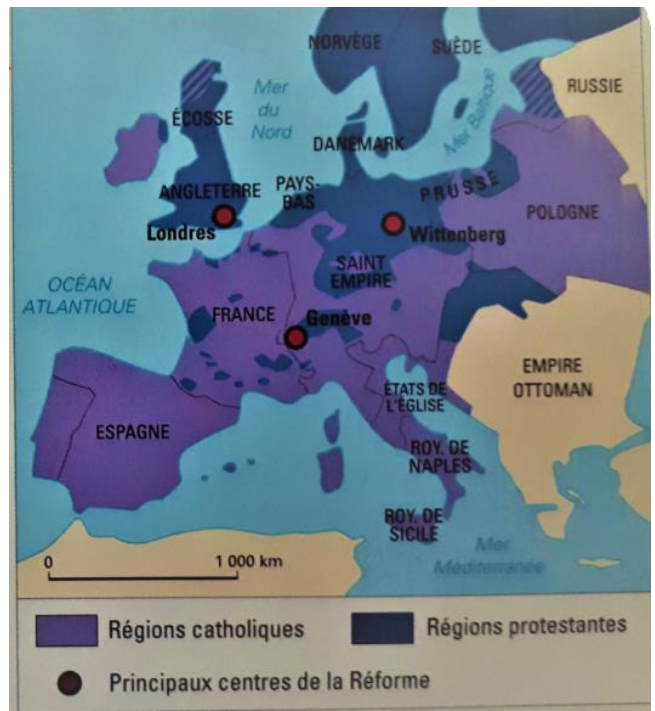 NORVÈGE
SUÈDE
RUSSIE
Mer
du
Nord
ÉCOSSE
Mer Baltique
DANEMARK
ANGLETERRE
PAYS-
BAS
PRUSSE
POLOGNE
Londres
Wittenberg
SAINT
EMPIRE
OCÉAN
ATLANTIQUE
FRANCE
Genève
EMPIRE
OTTOMAN
ÉTATS DE
L'ÉGLISE
ESPAGNE
ROY. DE
NAPLES
ROY. DE
SICILE
Mer
Méditerranée
0 1 000 km
Régions catholiques
Régions protestantes
Principaux centres de la Réforme